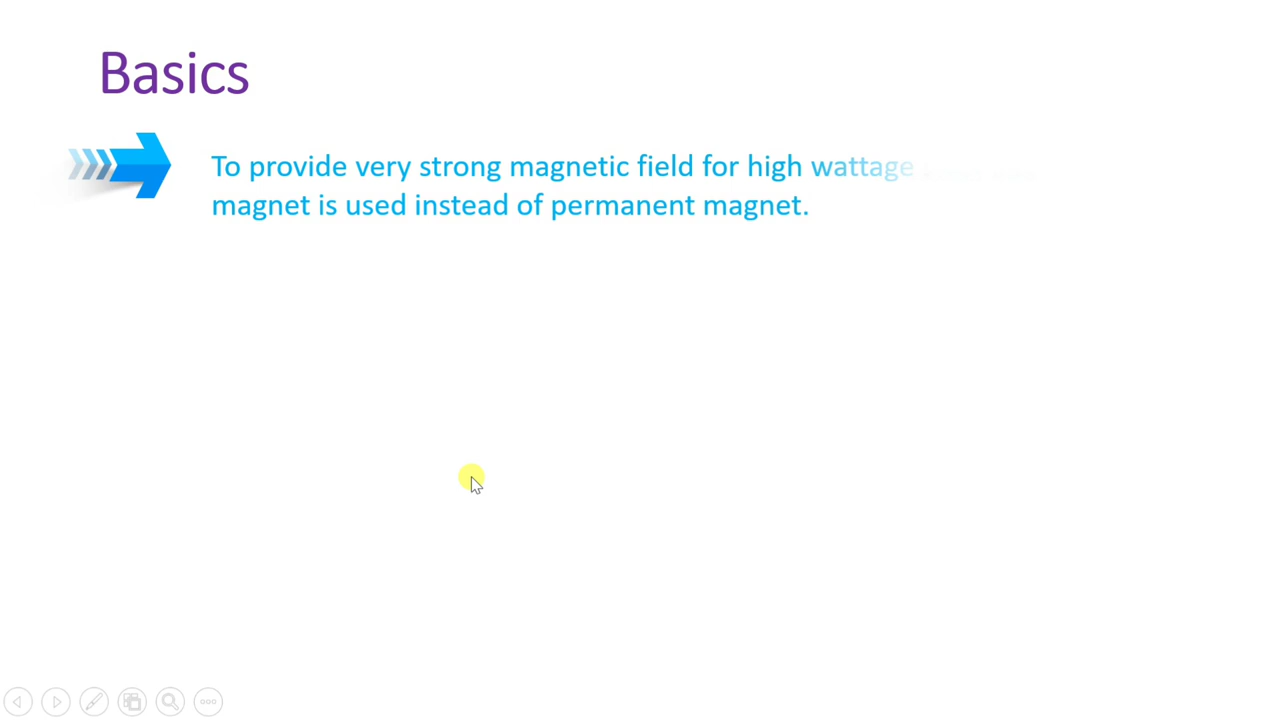 Basics
To provide very strong magnetic field for high wattage
magnet is used instead of permanent magnet.